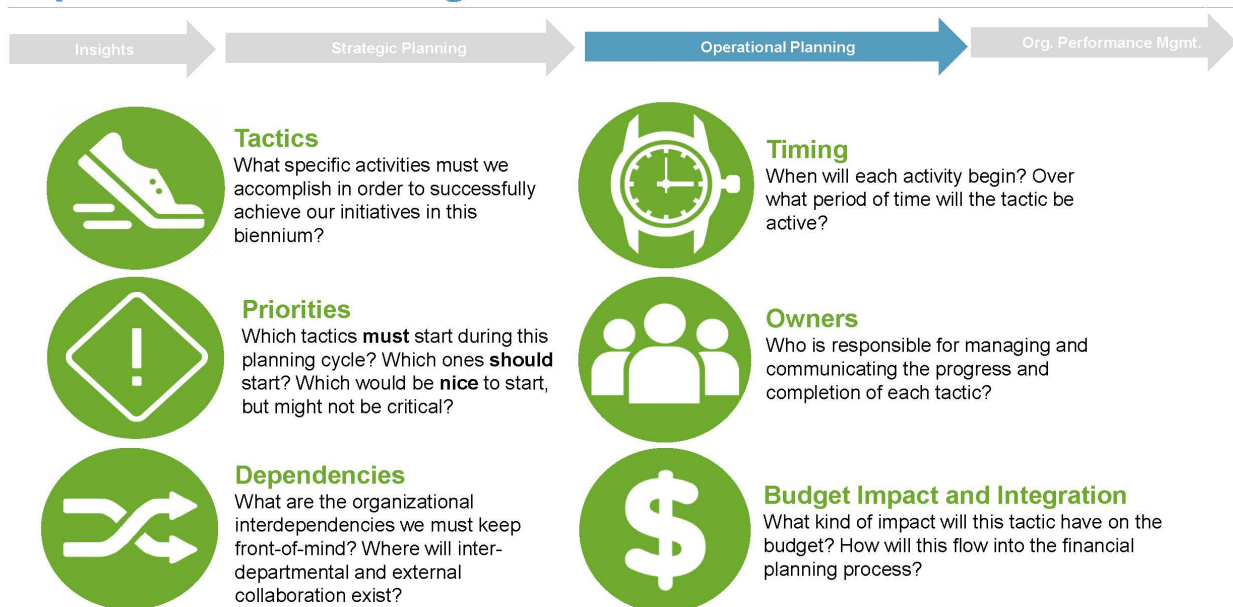 Insights
Strategic Planning
Operational Planning
Org. Performance Mgmt.
Tactics
What specific activities must we
accomplish in order to successfully
achieve our initiatives in this
biennium?
Priorities
Which tactics must start during this
planning cycle? Which ones should
start? Which would be nice to start,
but might not be critical?
Dependencies
What are the organizational
interdependencies we must keep
front-of-mind? Where will inter-
departmental and external
collaboration exist?
Timing
When will each activity begin? Over
what period of time will the tactic be
active?
Owners
Who is responsible for managing and
communicating the progress and
completion of each tactic?
Budget Impact and Integration
What kind of impact will this tactic have on the
budget? How will this flow into the financial
planning process?